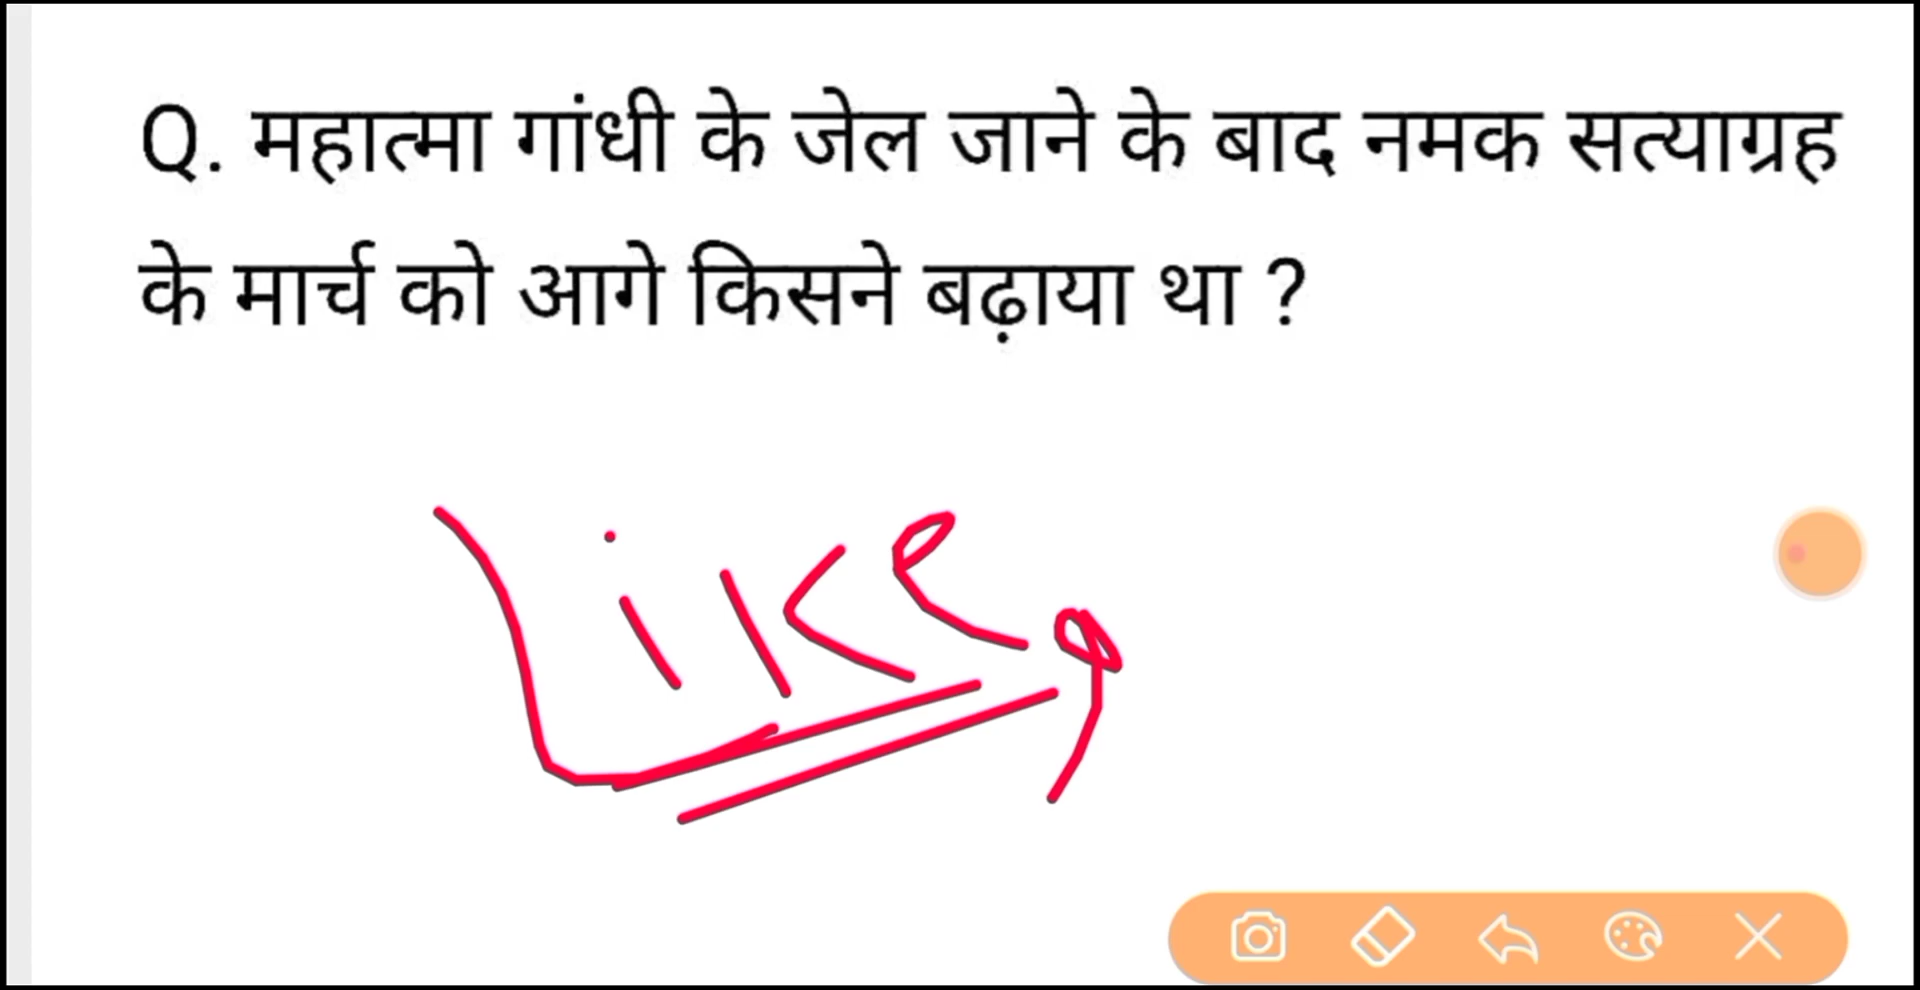 Q. महात्मा गांधी के जेल जाने के बाद नमक सत्याग्रह
के मार्च को आगे किसने बढ़ाया था ?
Like,